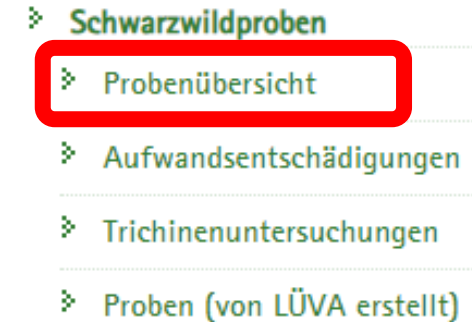 Schwarzwildproben
Probenübersicht
Aufwandsentschädigungen
Trichinenuntersuchungen
Proben (von LÜVA erstellt)